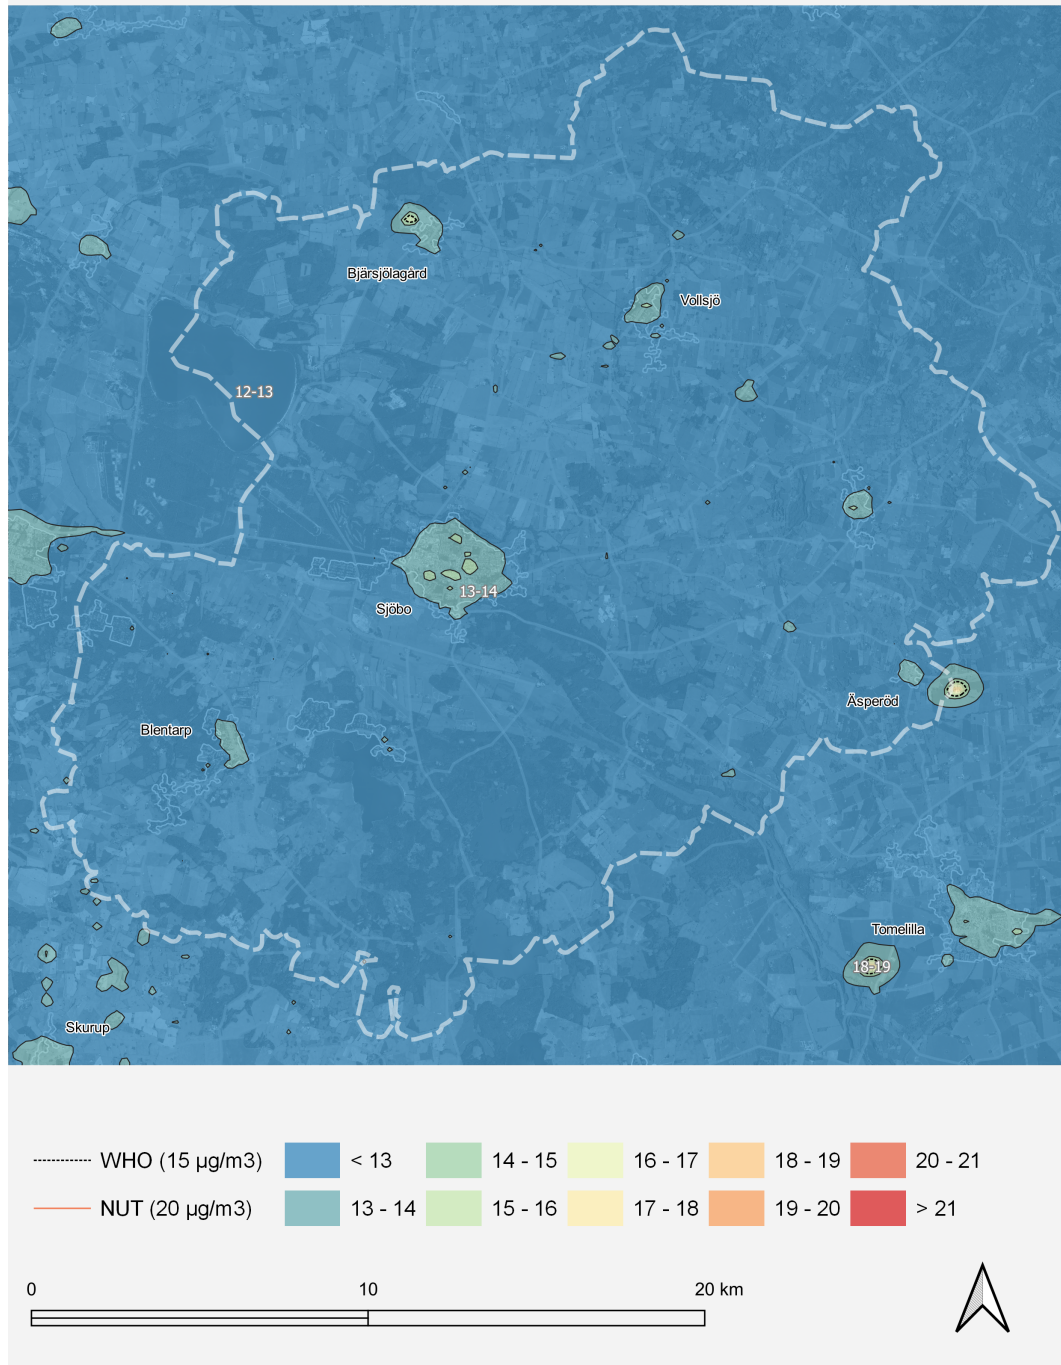 Bjärsjölagård
Vollsjö
12-13
13-14
Sjöbo
Äsperöd
Blentarp
Tomelilla
18-19
Skurup
WHO (15 µg/m3) < 13 14 - 15 16 - 17 18 - 19 20 - 21
NUT (20 µg/m3) 13 - 14 15 - 16 17 - 18 19 - 20 > 21
0 10 20 km